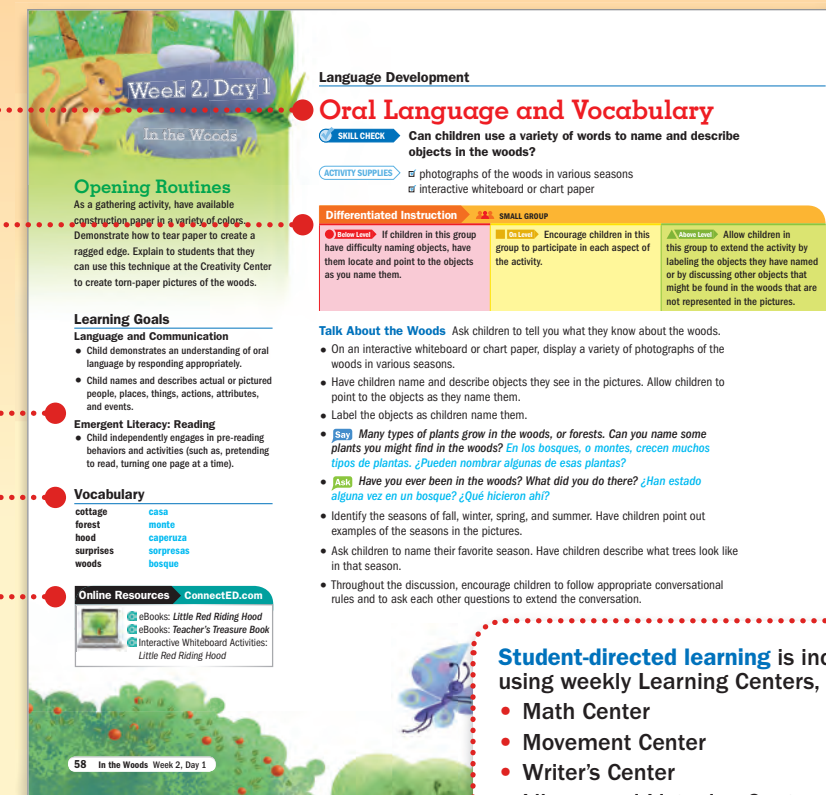 Week 2, Day 1
In the Woods
Opening Routines
As a gathering activity, have available
construction paper in a variety of colors.
Demonstrate how to tear paper to create a
ragged edge. Explain to students that they
can use this technique at the Creativity Center
to create torn-paper pictures of the woods.
Learning Goals
Language and Communication
• Child demonstrates an understanding of oral
language by responding appropriately.
• Child names and describes actual or pictured
people, places, things, actions, attributes,
and events.
Emergent Literacy: Reading
• Child independently engages in pre-reading
behaviors and activities (such as, pretending
to read, turning one page at a time).
Vocabulary
cottage casa
forest monte
hood caperuza
surprises sorpresas
woods bosque
Online Resources ConnectED.com
eBooks: Little Red Riding Hood
eBooks: Teacher's Treasure Book
Interactive Whiteboard Activities:
Little Red Riding Hood
58 In the Woods Week 2, Day 1
Language Development
Oral Language and Vocabulary
SKILL CHECK Can children use a variety of words to name and describe
objects in the woods?
ACTIVITY SUPPLIES photographs of the woods in various seasons
interactive whiteboard or chart paper
Differentiated Instruction SMALL GROUP
Below Level If children in this group
have difficulty naming objects, have
them locate and point to the objects
as you name them.
On Level Encourage children in this
group to participate in each aspect of
the activity.
Above Level Allow children in
this group to extend the activity by
labeling the objects they have named
or by discussing other objects that
might be found in the woods that are
not represented in the pictures.
Talk About the Woods Ask children to tell you what they know about the woods.
• On an interactive whiteboard or chart paper, display a variety of photographs of the
woods in various seasons.
• Have children name and describe objects they see in the pictures. Allow children to
point to the objects as they name them.
• Label the objects as children name them.
• Say Many types of plants grow in the woods, or forests. Can you name some
plants you might find in the woods? En los bosques, o montes, crecen muchos
tipos de plantas. ¿Pueden nombrar algunas de esas plantas?
• Ask Have you ever been in the woods? What did you do there? ¿Han estado
alguna vez en un bosque? ¿Qué hicieron ahí?
• Identify the seasons of fall, winter, spring, and summer. Have children point out
examples of the seasons in the pictures.
• Ask children to name their favorite season. Have children describe what trees look like
in that season.
• Throughout the discussion, encourage children to follow appropriate conversational
rules and to ask each other questions to extend the conversation.
Student-directed learning is
using weekly Learning Centers,
• Math Center
• Movement Center
• Writer's Center